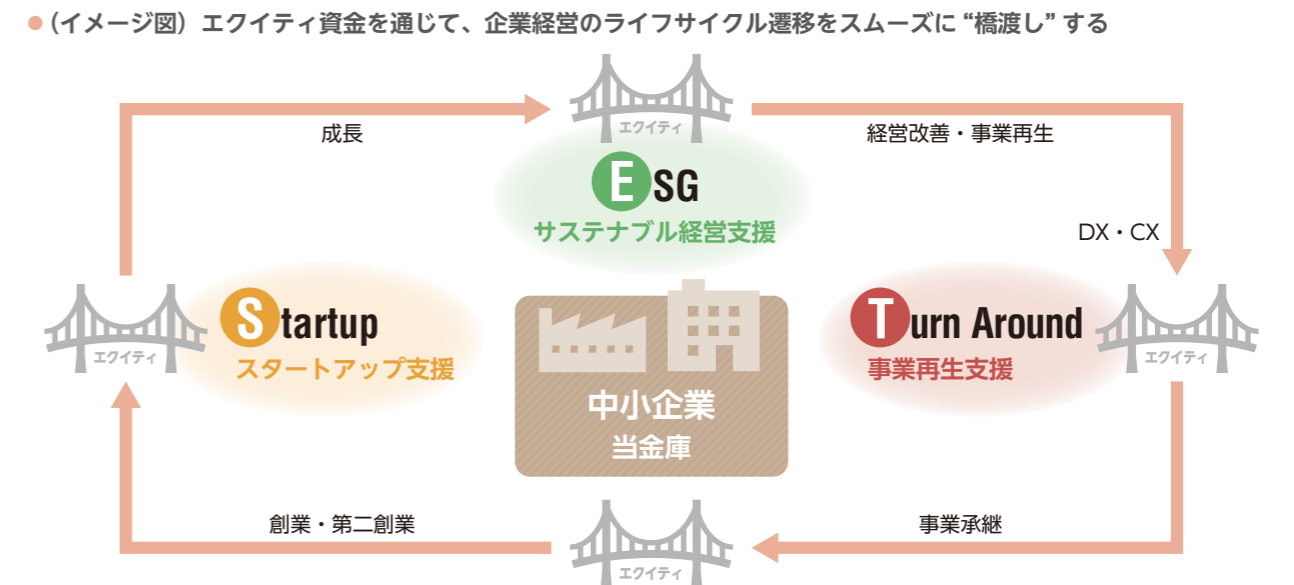 ●(イメージ図) エクイティ資金を通じて、企業経営のライフサイクル遷移をスムーズに“橋渡し”する
エクイティ
成長
経営改善・事業再生
ESG
サステナブル経営支援
DX・CX
Startup
スタートアップ支援
エクイティ
Turn Around
事業再生支援
エクイティ
中小企業
当金庫
創業・第二創業
事業承継
エクイティ